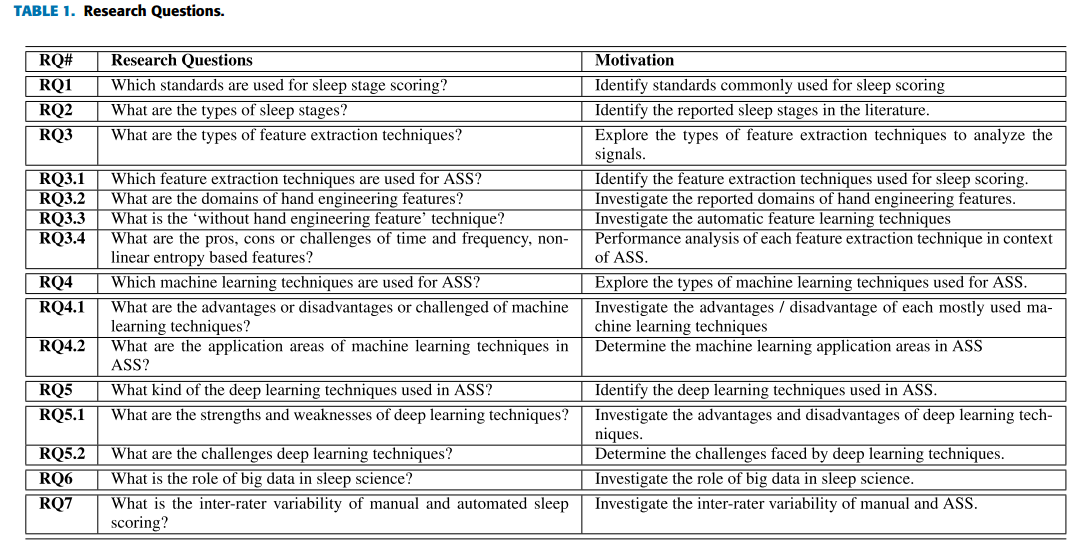 TABLE 1. Research Questions.
RQ# Research Questions Motivation
RQ1 Which standards are used for sleep stage scoring? Identify standards commonly used for sleep scoring
RQ2 What are the types of sleep stages? Identify the reported sleep stages in the literature.
RQ3 What are the types of feature extraction techniques? Explore the types of feature extraction techniques to analyze the
signals.
RQ3.1 Which feature extraction techniques are used for ASS? Identify the feature extraction techniques used for sleep scoring.
RQ3.2 What are the domains of hand engineering features? Investigate the reported domains of hand engineering features.
RQ3.3 What is the ‘without hand engineering feature’ technique? Investigate the automatic feature learning techniques
RQ3.4 What are the pros, cons or challenges of time and frequency, non- Performance analysis of each feature extraction technique in context
linear entropy based features? of ASS.
RQ4 Which machine learning techniques are used for ASS? Explore the types of machine learning techniques used for ASS.
RQ4.1 What are the advantages or disadvantages or challenged of machine Investigate the advantages / disadvantage of each mostly used ma-
learning techniques? chine learning techniques
RQ4.2 What are the application areas of machine learning techniques in Determine the machine learning application areas in ASS
ASS?
RQ5 What kind of the deep learning techniques used in ASS? Identify the deep learning techniques used in ASS.
RQ5.1 What are the strengths and weaknesses of deep learning techniques? Investigate the advantages and disadvantages of deep learning tech-
niques.
RQ5.2 What are the challenges deep learning techniques? Determine the challenges faced by deep learning techniques.
RQ6 What is the role of big data in sleep science? Investigate the role of big data in sleep science.
RQ7 What is the inter-rater variability of manual and automated sleep Investigate the inter-rater variability of manual and ASS.
scoring?